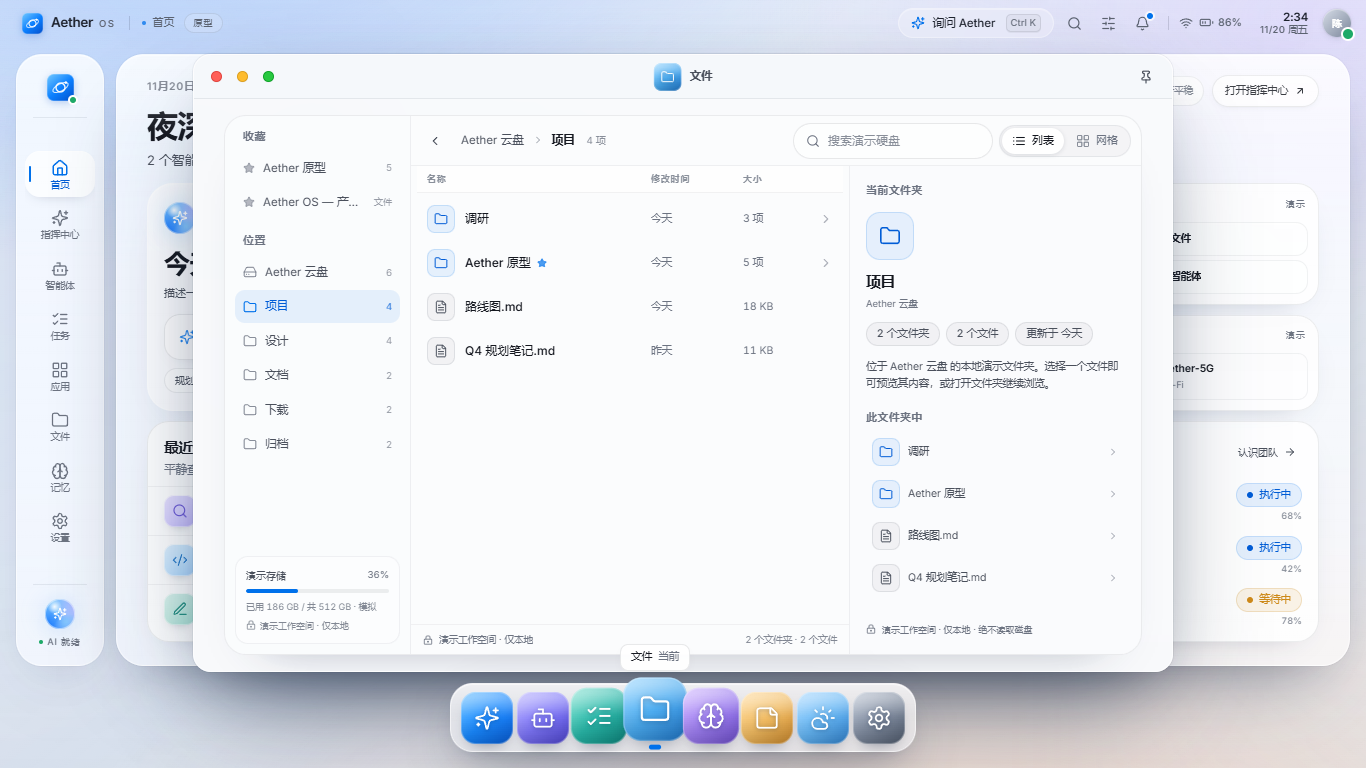 Aether OS
首页
原型
询问 Aether
Ctrl K
86%
2:34
11/20 周五
陈
首页
指挥中心
智能体
任务
应用
文件
记忆
设置
AI 就绪
11月20日
夜深
2 个智能
今天
描述一
规划
最近
平静查
文件
收藏
Aether 原型
5
Aether OS — 产...
文件
位置
Aether 云盘
6
项目
4
设计
4
文档
2
下载
2
归档
2
演示存储
36%
已用 186 GB / 共 512 GB · 模拟
演示工作空间 · 仅本地
Aether 云盘
项目
4 项
搜索演示硬盘
列表
网格
名称
修改时间
大小
调研
今天
3 项
Aether 原型
今天
5 项
路线图.md
今天
18 KB
Q4 规划笔记.md
昨天
11 KB
演示工作空间 · 仅本地
2 个文件夹 · 2 个文件
当前文件夹
项目
Aether 云盘
2 个文件夹
2 个文件
更新于 今天
位于 Aether 云盘 的本地演示文件夹。选择一个文件即
可预览其内容，或打开文件夹继续浏览。
此文件夹中
调研
Aether 原型
路线图.md
Q4 规划笔记.md
演示工作空间 · 仅本地 · 绝不读取磁盘
平稳
打开指挥中心
演示
文件
智能体
演示
ther-5G
-Fi
认识团队
执行中
68%
执行中
42%
等待中
78%
文件 当前